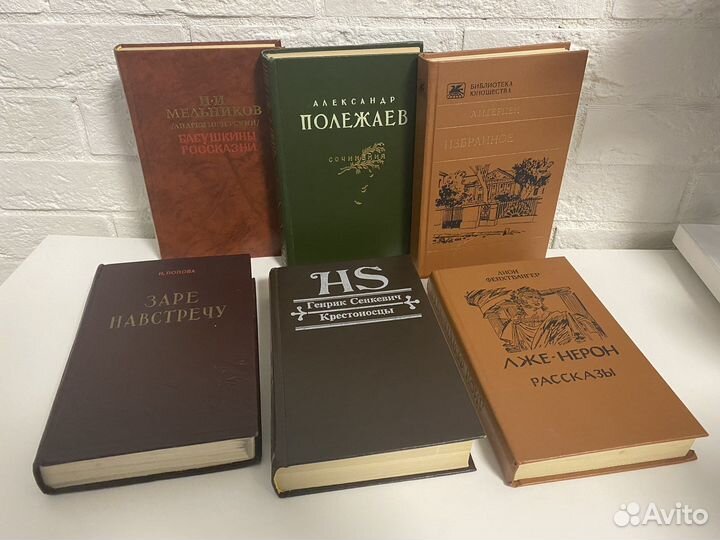 П·И
МЕЛЬНИКОВ
/АНДРЕЙ ПЕЧЕРСКИЙ/
БАБУШКИНЫ
РОССКАЗНИ
АЛЕКСАНДР
ПОЛЕЖАЕВ
СОЧИНЕНИЯ
БИБЛИОТЕКА
ЮНОШЕСТВА
А.И.ГЕРЦЕН
ИЗБРАННОЕ
Н. ПОПОВА
ЗАРЕ
НАВСТРЕЧУ
HS
Генрик Сенкевич
Крестоносцы
ЛИОН
ФЕЙХТВАНГЕР
ЛЖЕ-НЕРОН
РАССКАЗЫ
Avito